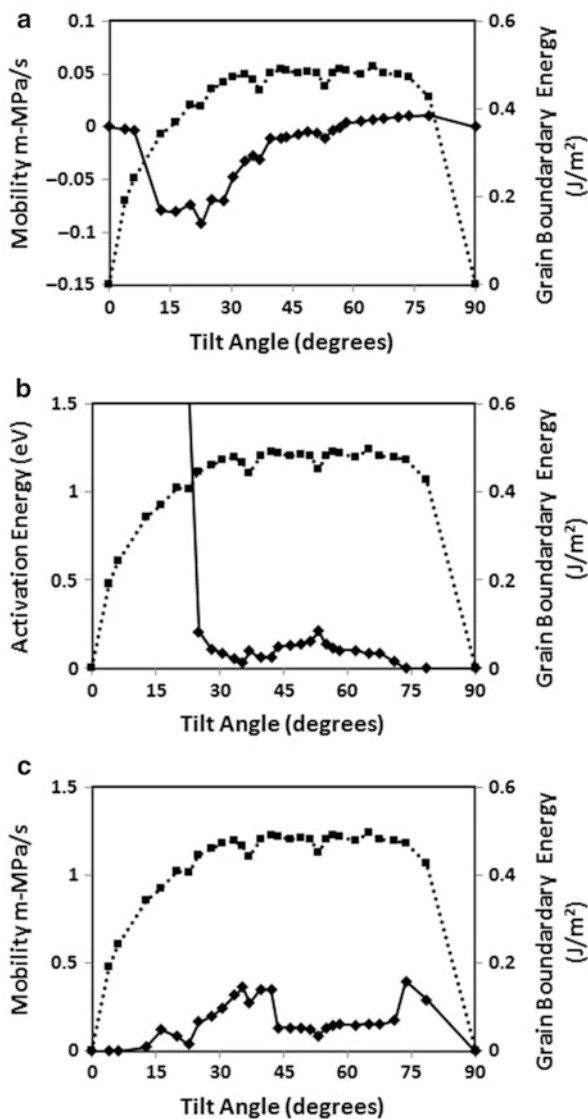 a
0.1
0.05
0
−0.05
−0.1
−0.15
Mobility m-MPa/s
0.6
0.4
0.2
0
Grain Boundardary Energy
(J/m²)
0 15 30 45 60 75 90
Tilt Angle (degrees)
b
1.5
1
0.5
0
Activation Energy (eV)
0.6
0.4
0.2
0
Grain Boundardary Energy
(J/m²)
0 15 30 45 60 75 90
Tilt Angle (degrees)
c
1.5
1
0.5
0
Mobility m-MPa/s
0.6
0.4
0.2
0
Grain Boundardary Energy
(J/m²)
0 15 30 45 60 75 90
Tilt Angle (degrees)